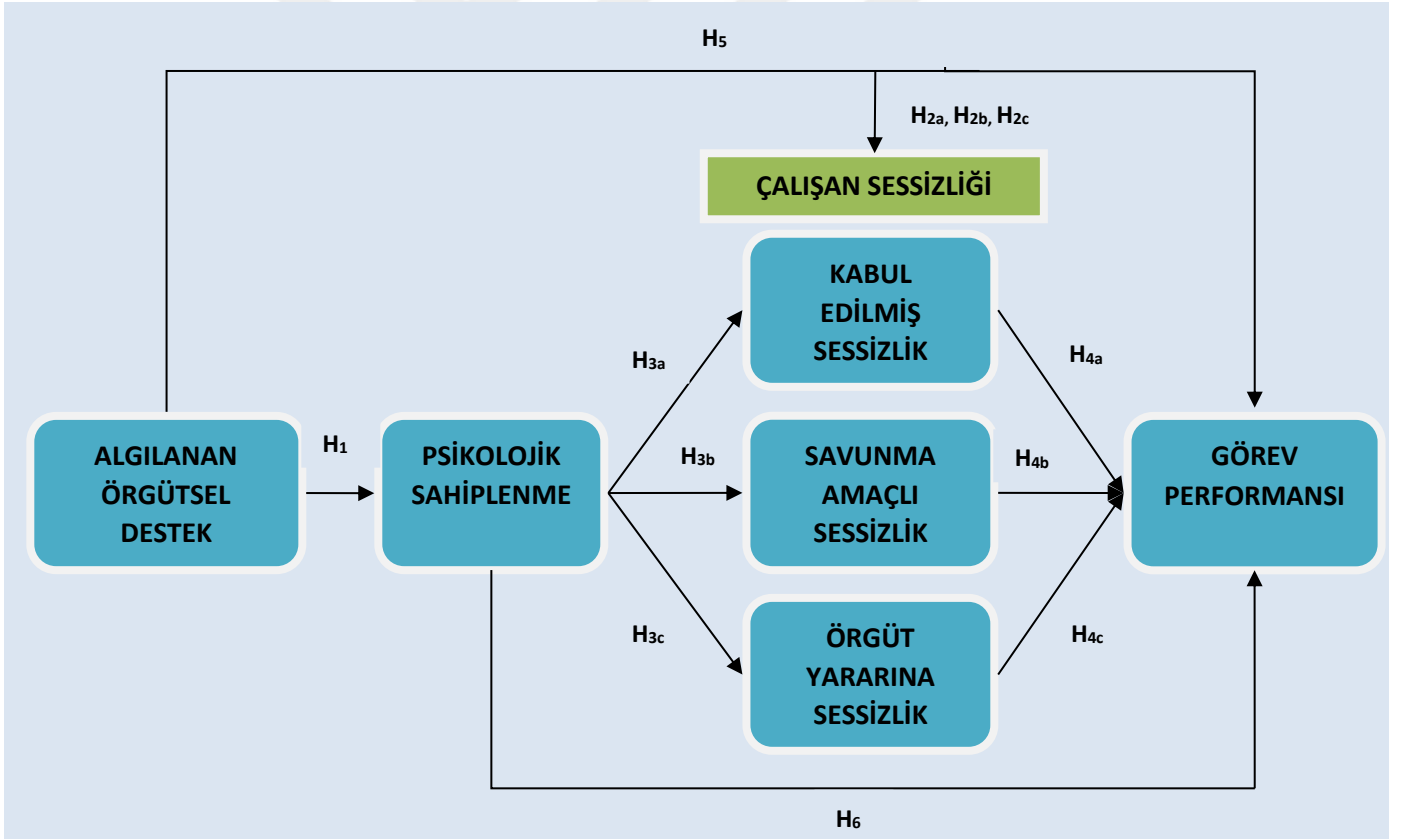 H5
H2a, H2b, H2c
ÇALIŞAN SESSİZLİĞİ
KABUL
EDİLMİŞ
SESSİZLİK
H3a
H4a
ALGILANAN
ÖRGÜTSEL
DESTEK
H1
PSİKOLOJİK
SAHİPLENME
H3b
SAVUNMA
AMAÇLI
SESSİZLİK
H4b
GÖREV
PERFORMANSI
H3c
ÖRGÜT
YARARINA
SESSİZLİK
H4c
H6